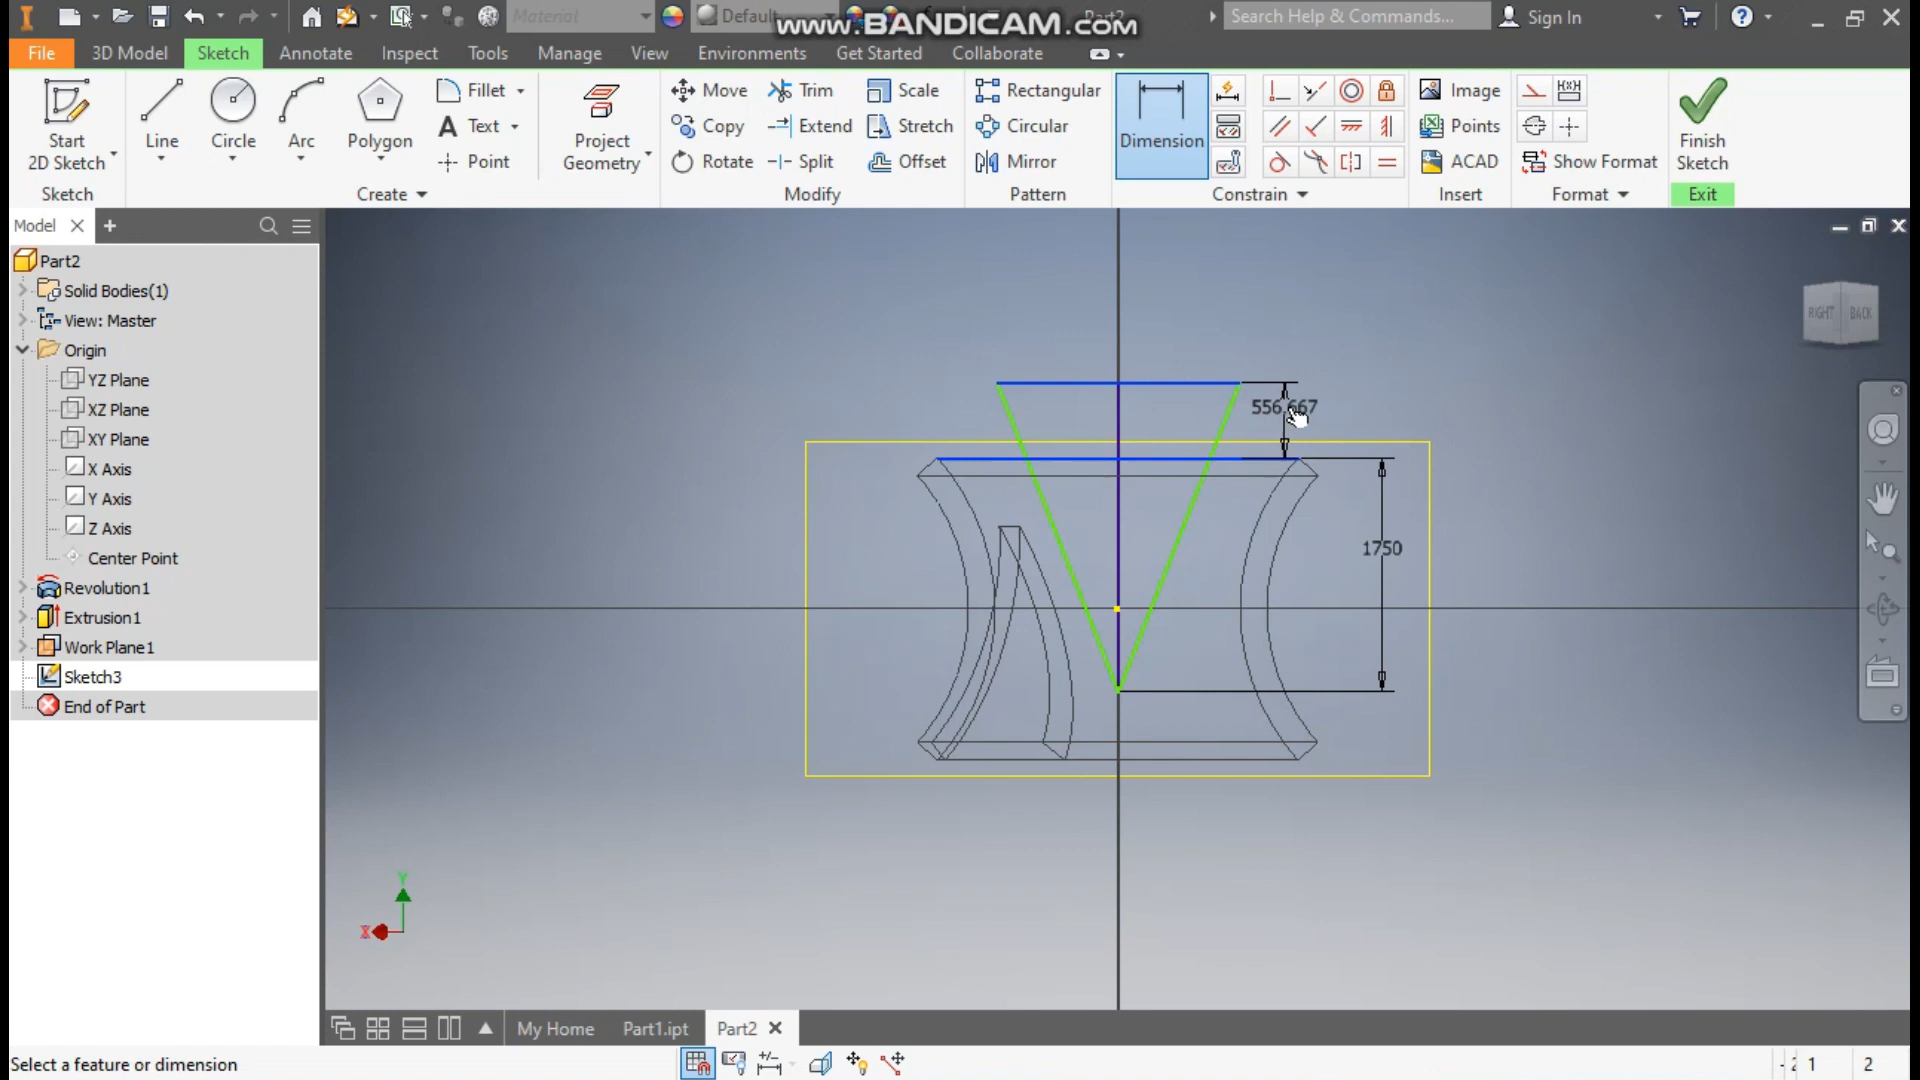 Material
Default
www.BANDICAM.com
Part2
Search Help & Commands...
Sign In
File
3D Model
Sketch
Annotate
Inspect
Tools
Manage
View
Environments
Get Started
Collaborate
Start
2D Sketch
Line
Circle
Arc
Polygon
Fillet
Text
Point
Project
Geometry
Move
Copy
Rotate
Trim
Extend
Split
Scale
Stretch
Offset
Rectangular
Circular
Mirror
Dimension
Image
Points
ACAD
Show Format
Finish
Sketch
Sketch
Create
Modify
Pattern
Constrain
Insert
Format
Exit
Model
Part2
Solid Bodies(1)
View: Master
Origin
YZ Plane
XZ Plane
XY Plane
X Axis
Y Axis
Z Axis
Center Point
Revolution1
Extrusion1
Work Plane1
Sketch3
End of Part
556.667
1750
RIGHT
BACK
Y
X
My Home
Part1.ipt
Part2
Select a feature or dimension
1
2